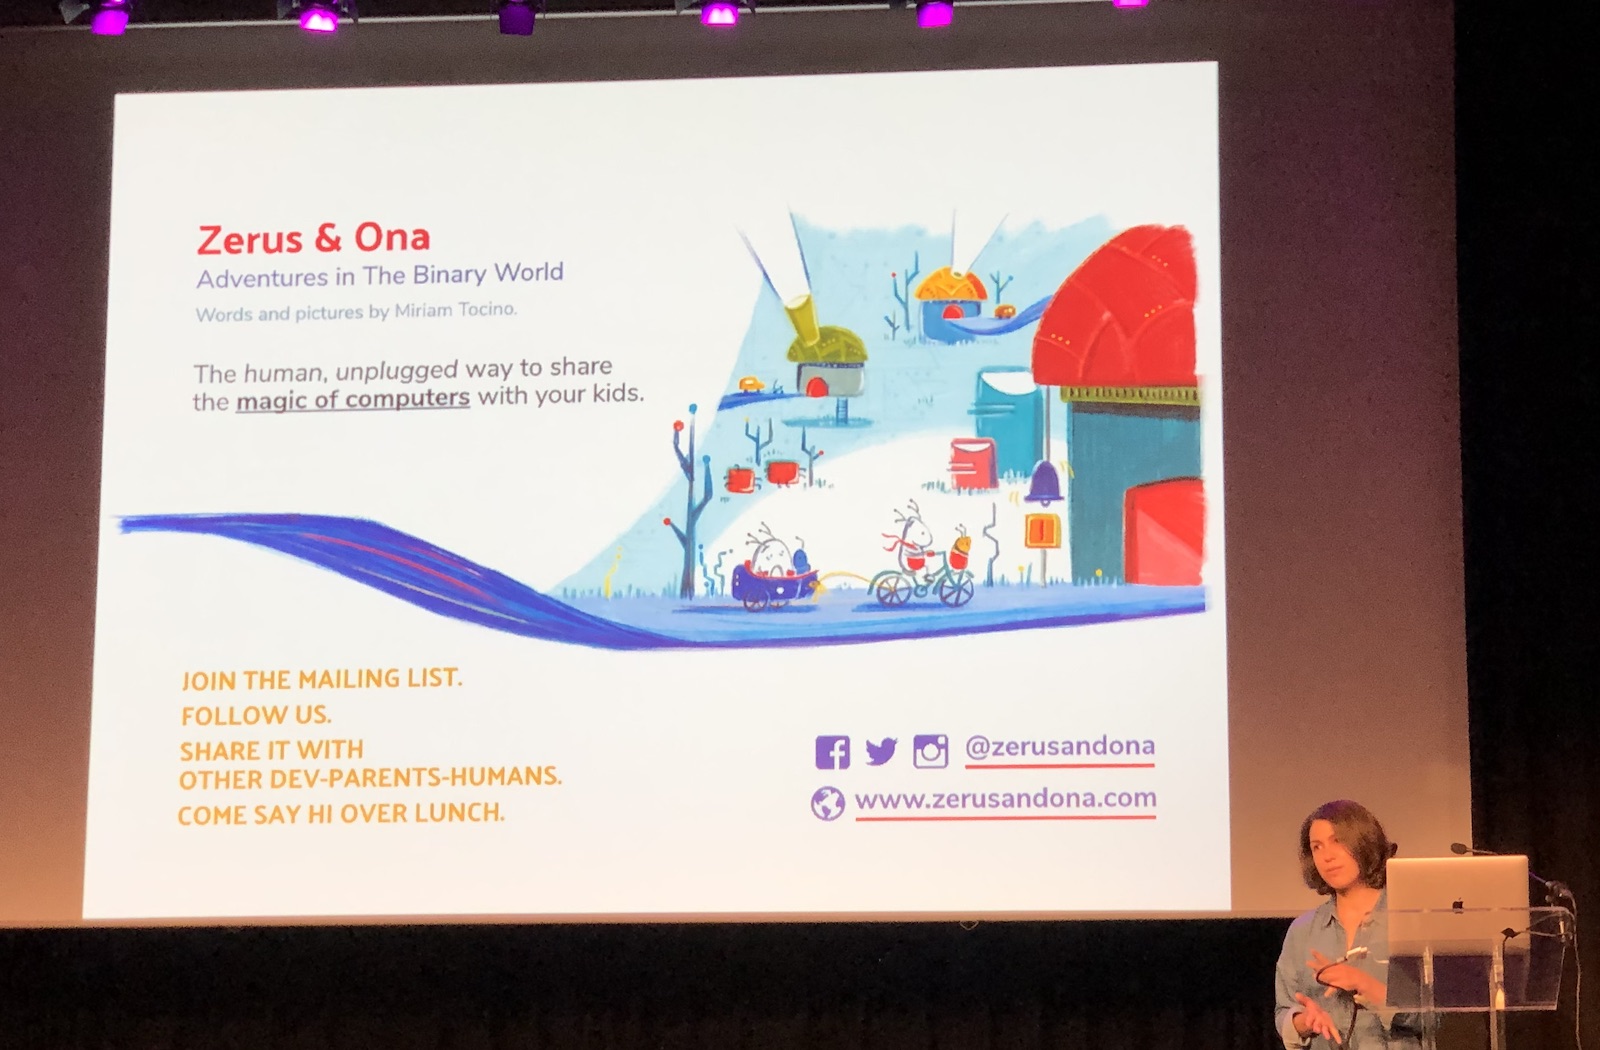 Zerus & Ona
Adventures in The Binary World
Words and pictures by Miriam Tocino.
The human, unplugged way to share
the magic of computers with your kids.
JOIN THE MAILING LIST.
FOLLOW US.
SHARE IT WITH
OTHER DEV-PARENTS-HUMANS.
COME SAY HI OVER LUNCH.
@zerusandona
www.zerusandona.com